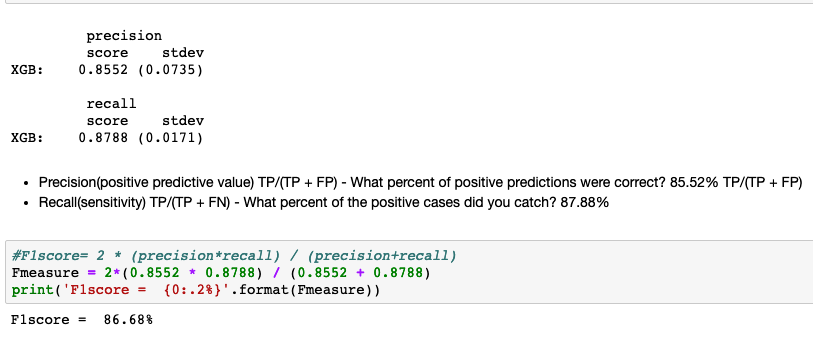 precision
score stdev
XGB: 0.8552 (0.0735)
recall
score stdev
XGB: 0.8788 (0.0171)
• Precision(positive predictive value) TP/(TP + FP) - What percent of positive predictions were correct? 85.52% TP/(TP + FP)
• Recall(sensitivity) TP/(TP + FN) - What percent of the positive cases did you catch? 87.88%
#F1score= 2 * (precision*recall) / (precision+recall)
Fmeasure = 2*(0.8552 * 0.8788) / (0.8552 + 0.8788)
print('F1score =  {0:.2%}'.format(Fmeasure))
F1score =  86.68%